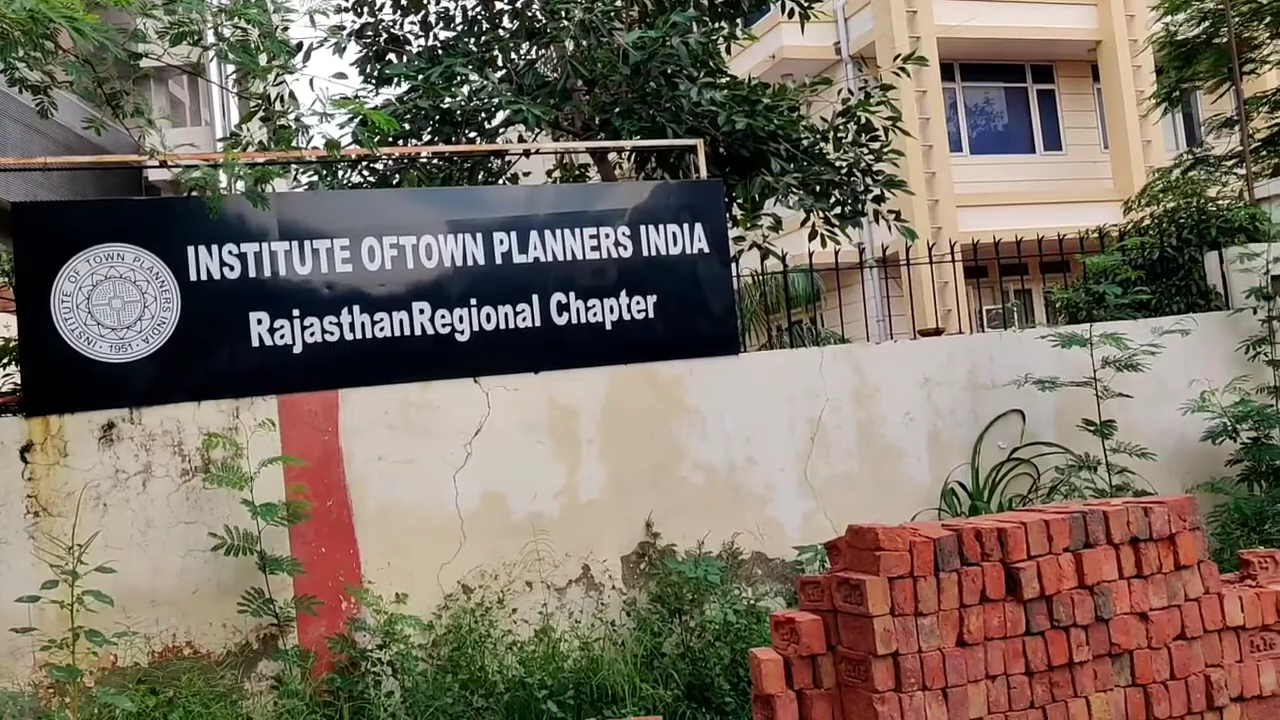 INSTITUTE OFTOWN PLANNERS INDIA
RajasthanRegional Chapter
INSTITUTE OF TOWN PLANNERS INDIA
· 1951 ·